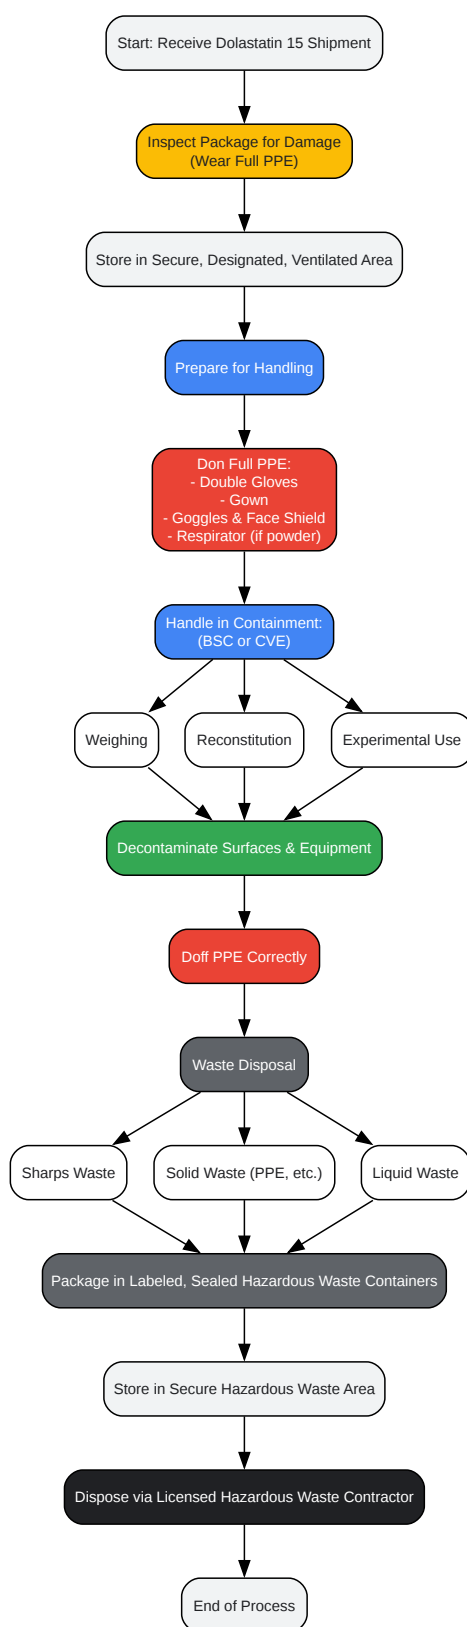 Start: Receive Dolastatin 15 Shipment
Inspect Package for Damage
(Wear Full PPE)
Store in Secure, Designated, Ventilated Area
Prepare for Handling
Don Full PPE:
- Double Gloves
- Gown
- Goggles & Face Shield
- Respirator (if powder)
Handle in Containment:
(BSC or CVE)
Weighing
Reconstitution
Experimental Use
Decontaminate Surfaces & Equipment
Doff PPE Correctly
Waste Disposal
Sharps Waste
Solid Waste (PPE, etc.)
Liquid Waste
Package in Labeled, Sealed Hazardous Waste Containers
Store in Secure Hazardous Waste Area
Dispose via Licensed Hazardous Waste Contractor
End of Process